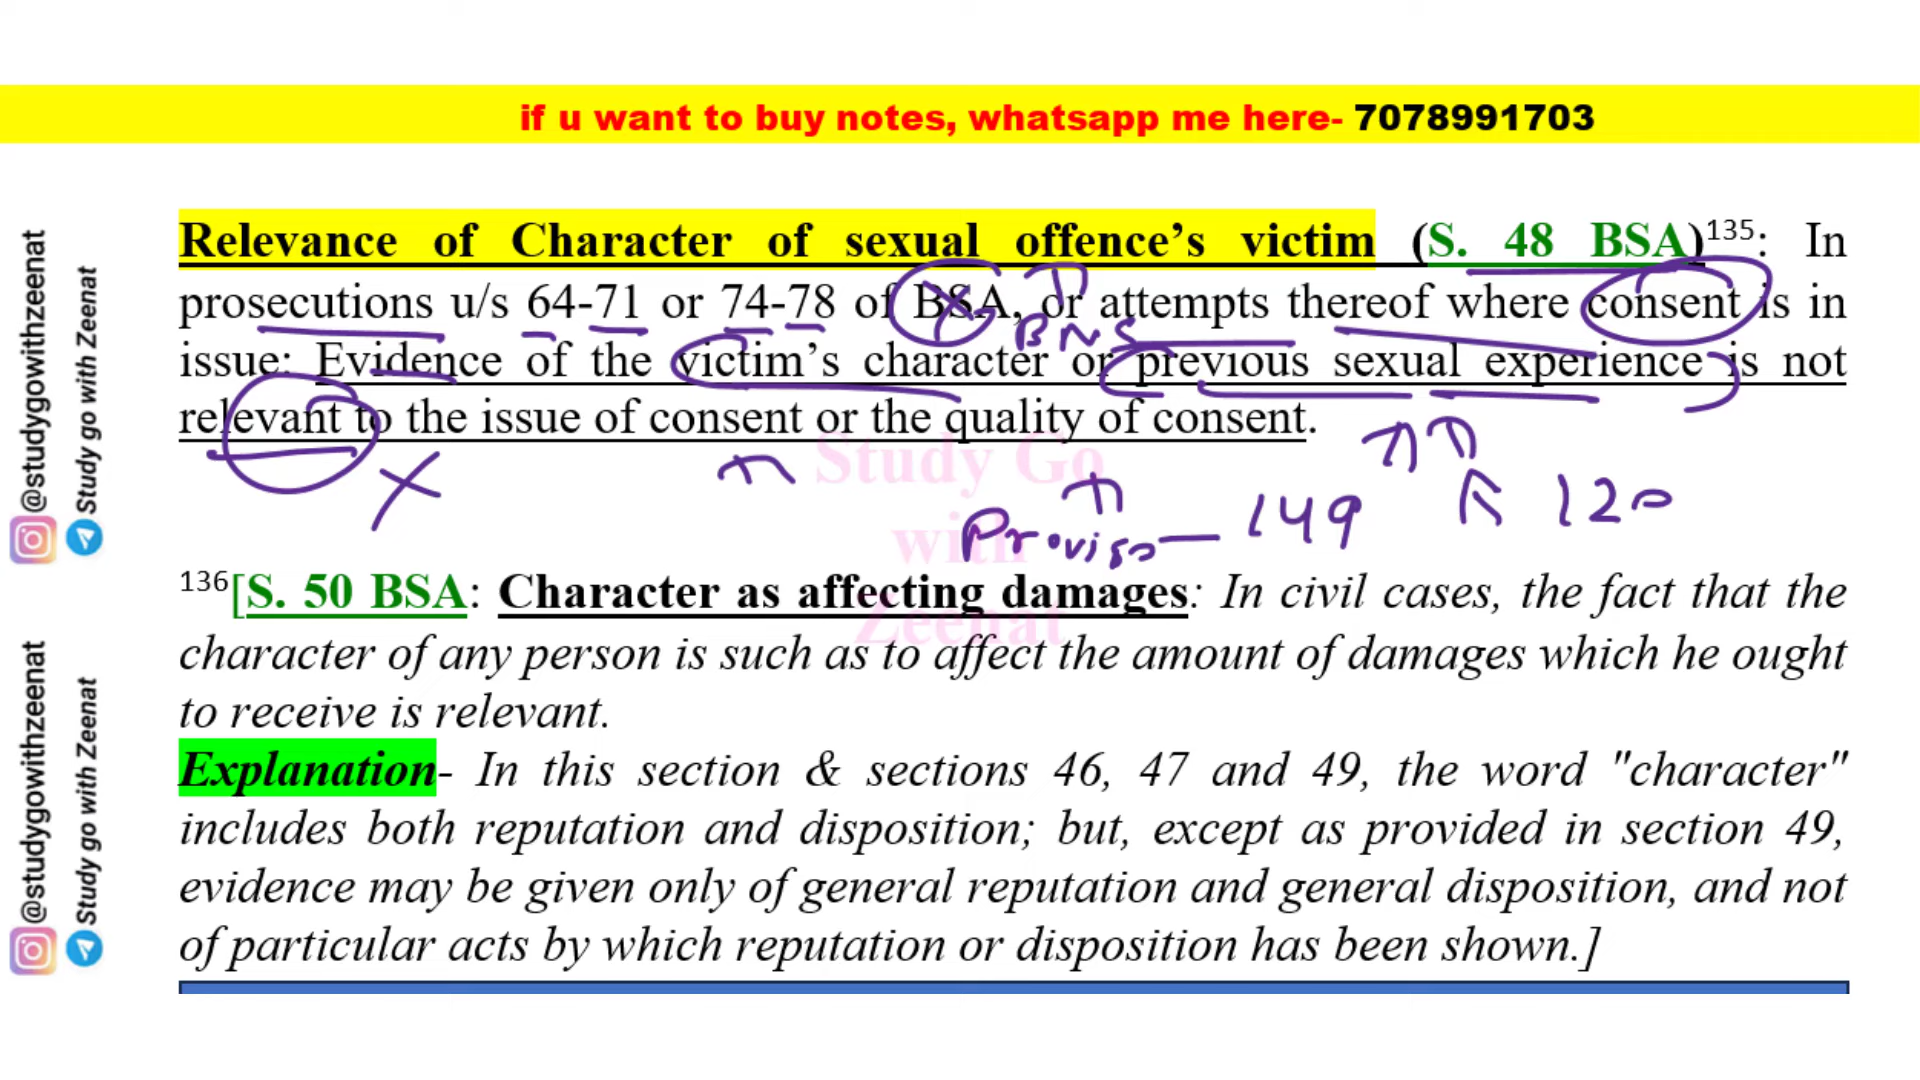 if u want to buy notes, whatsapp me here- 7078991703
Relevance of Character of sexual offence's victim (S. 48 BSA)135: In
prosecutions u/s 64-71 or 74-78 of BSA, or attempts thereof where consent is in
BNS
issue: Evidence of the victim's character or previous sexual experience is not
relevant to the issue of consent or the quality of consent.
Proviso - 149 120
136[S. 50 BSA: Character as affecting damages: In civil cases, the fact that the
character of any person is such as to affect the amount of damages which he ought
to receive is relevant.
Explanation- In this section & sections 46, 47 and 49, the word "character"
includes both reputation and disposition; but, except as provided in section 49,
evidence may be given only of general reputation and general disposition, and not
of particular acts by which reputation or disposition has been shown.]
Study Go
with
Zeenat
@studygowithzeenat
Study go with Zeenat
@studygowithzeenat
Study go with Zeenat